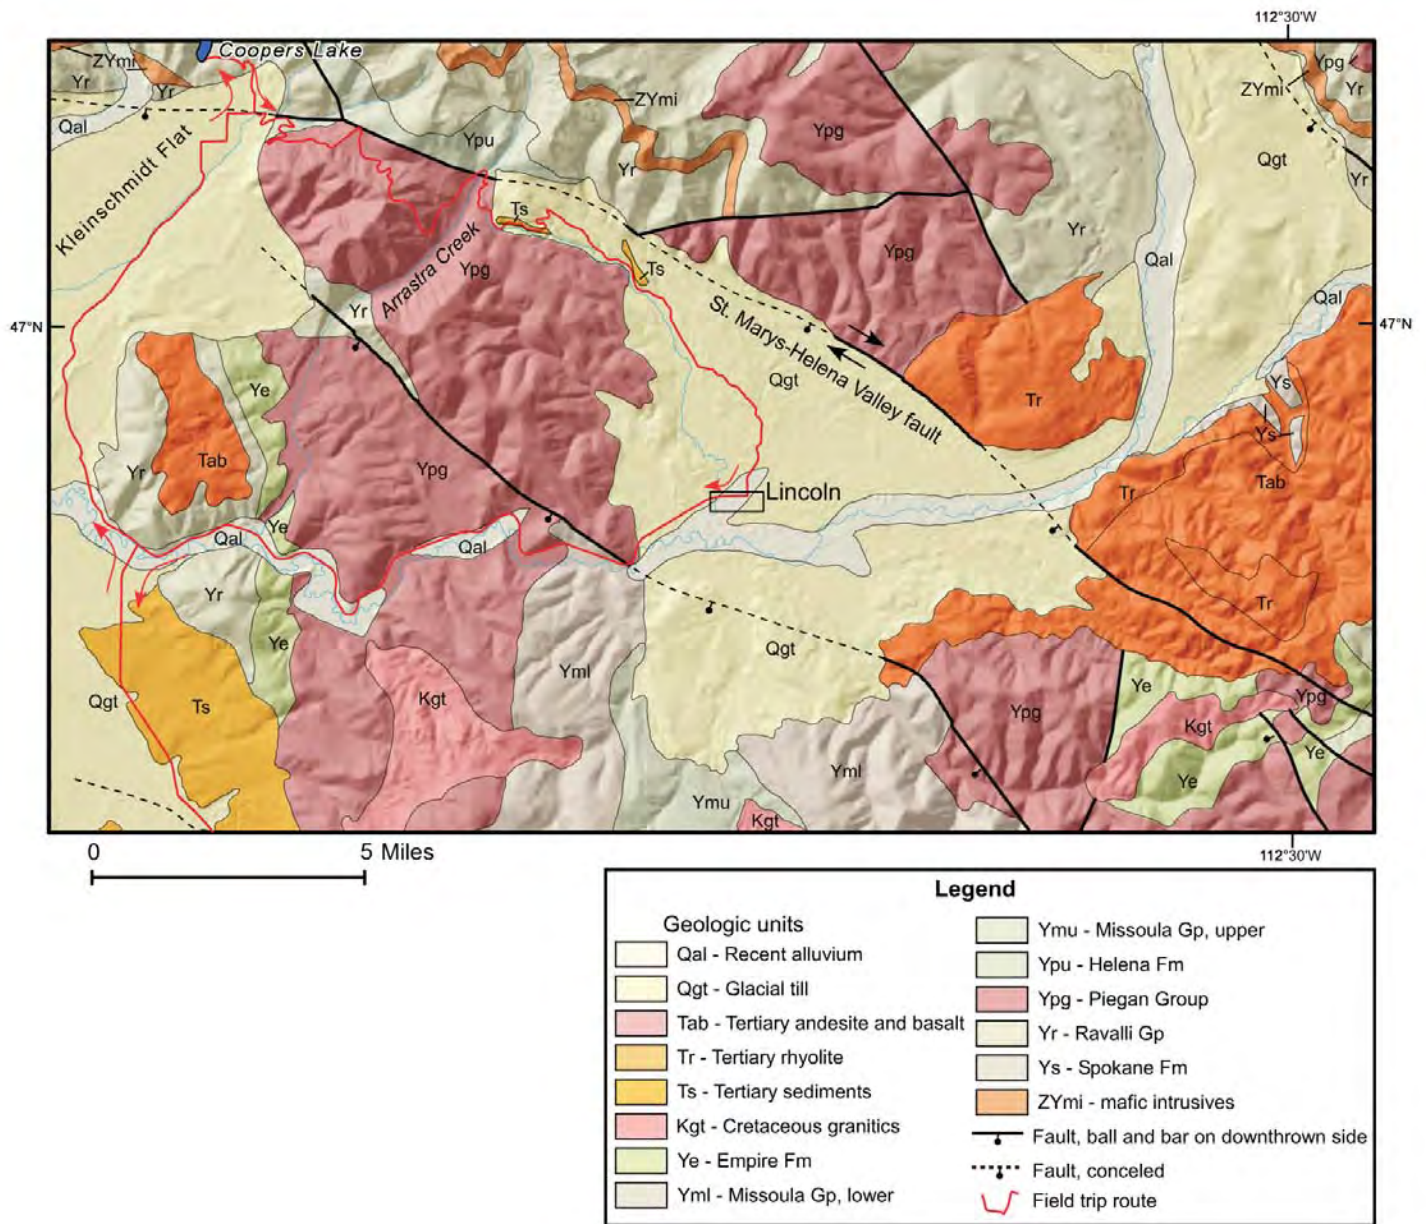 112°30'W
Coopers Lake
ZYmi
Yr
Yr
Qal
Kleinschmidt Flat
Ypu
ZYmi
Yr
Ypg
ZYmi
Ypg
Yr
Qgt
Yr
Ts
Ts
Arrastra Creek
Ypg
Yr
Ypg
Yr
Qal
Qal
47°N
47°N
St. Marys-Helena Valley fault
Qgt
Ye
Yr
Tab
Ypg
Tr
Ys
Ys
Tr
Tab
Lincoln
Ye
Qal
Qal
Yr
Ye
Tr
Qgt
Ts
Kgt
Yml
Qgt
Ypg
Ye
Kgt
Ypg
Ye
Ye
Yml
Ymu
Kgt
0 5 Miles
112°30'W
Legend
Geologic units
Qal - Recent alluvium
Qgt - Glacial till
Tab - Tertiary andesite and basalt
Tr - Tertiary rhyolite
Ts - Tertiary sediments
Kgt - Cretaceous granitics
Ye - Empire Fm
Yml - Missoula Gp, lower
Ymu - Missoula Gp, upper
Ypu - Helena Fm
Ypg - Piegan Group
Yr - Ravalli Gp
Ys - Spokane Fm
ZYmi - mafic intrusives
Fault, ball and bar on downthrown side
Fault, conceled
Field trip route